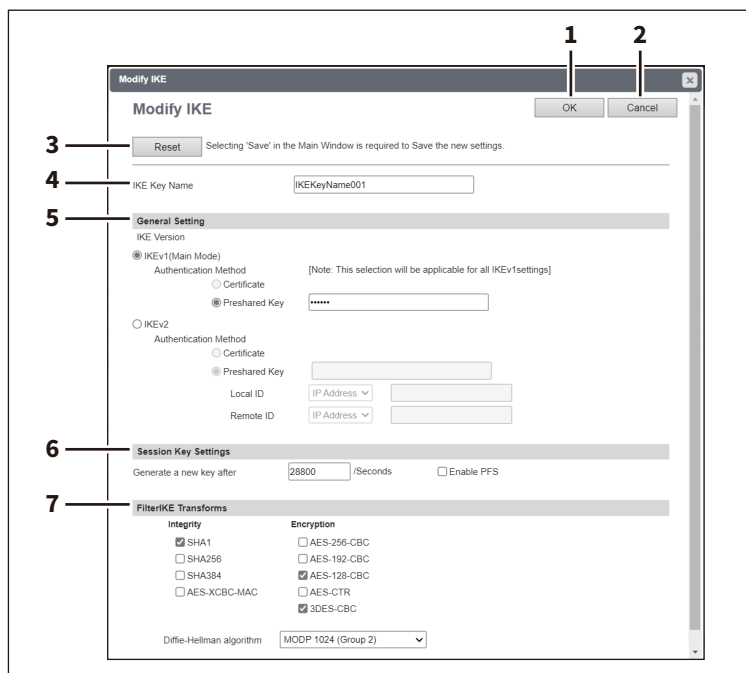 1 2
Modify IKE
Modify IKE OK Cancel
3 Reset Selecting 'Save' in the Main Window is required to Save the new settings.
4 IKE Key Name IKEKeyName001
5 General Setting
IKE Version
IKEv1(Main Mode)
Authentication Method [Note: This selection will be applicable for all IKEv1settings]
Certificate
Preshared Key ••••••
IKEv2
Authentication Method
Certificate
Preshared Key
Local ID IP Address
Remote ID IP Address
6 Session Key Settings
Generate a new key after 28800 /Seconds Enable PFS
7 FilterIKE Transforms
Integrity Encryption
SHA1 AES-256-CBC
SHA256 AES-192-CBC
SHA384 AES-128-CBC
AES-XCBC-MAC AES-CTR
3DES-CBC
Diffie-Hellman algorithm MODP 1024 (Group 2)